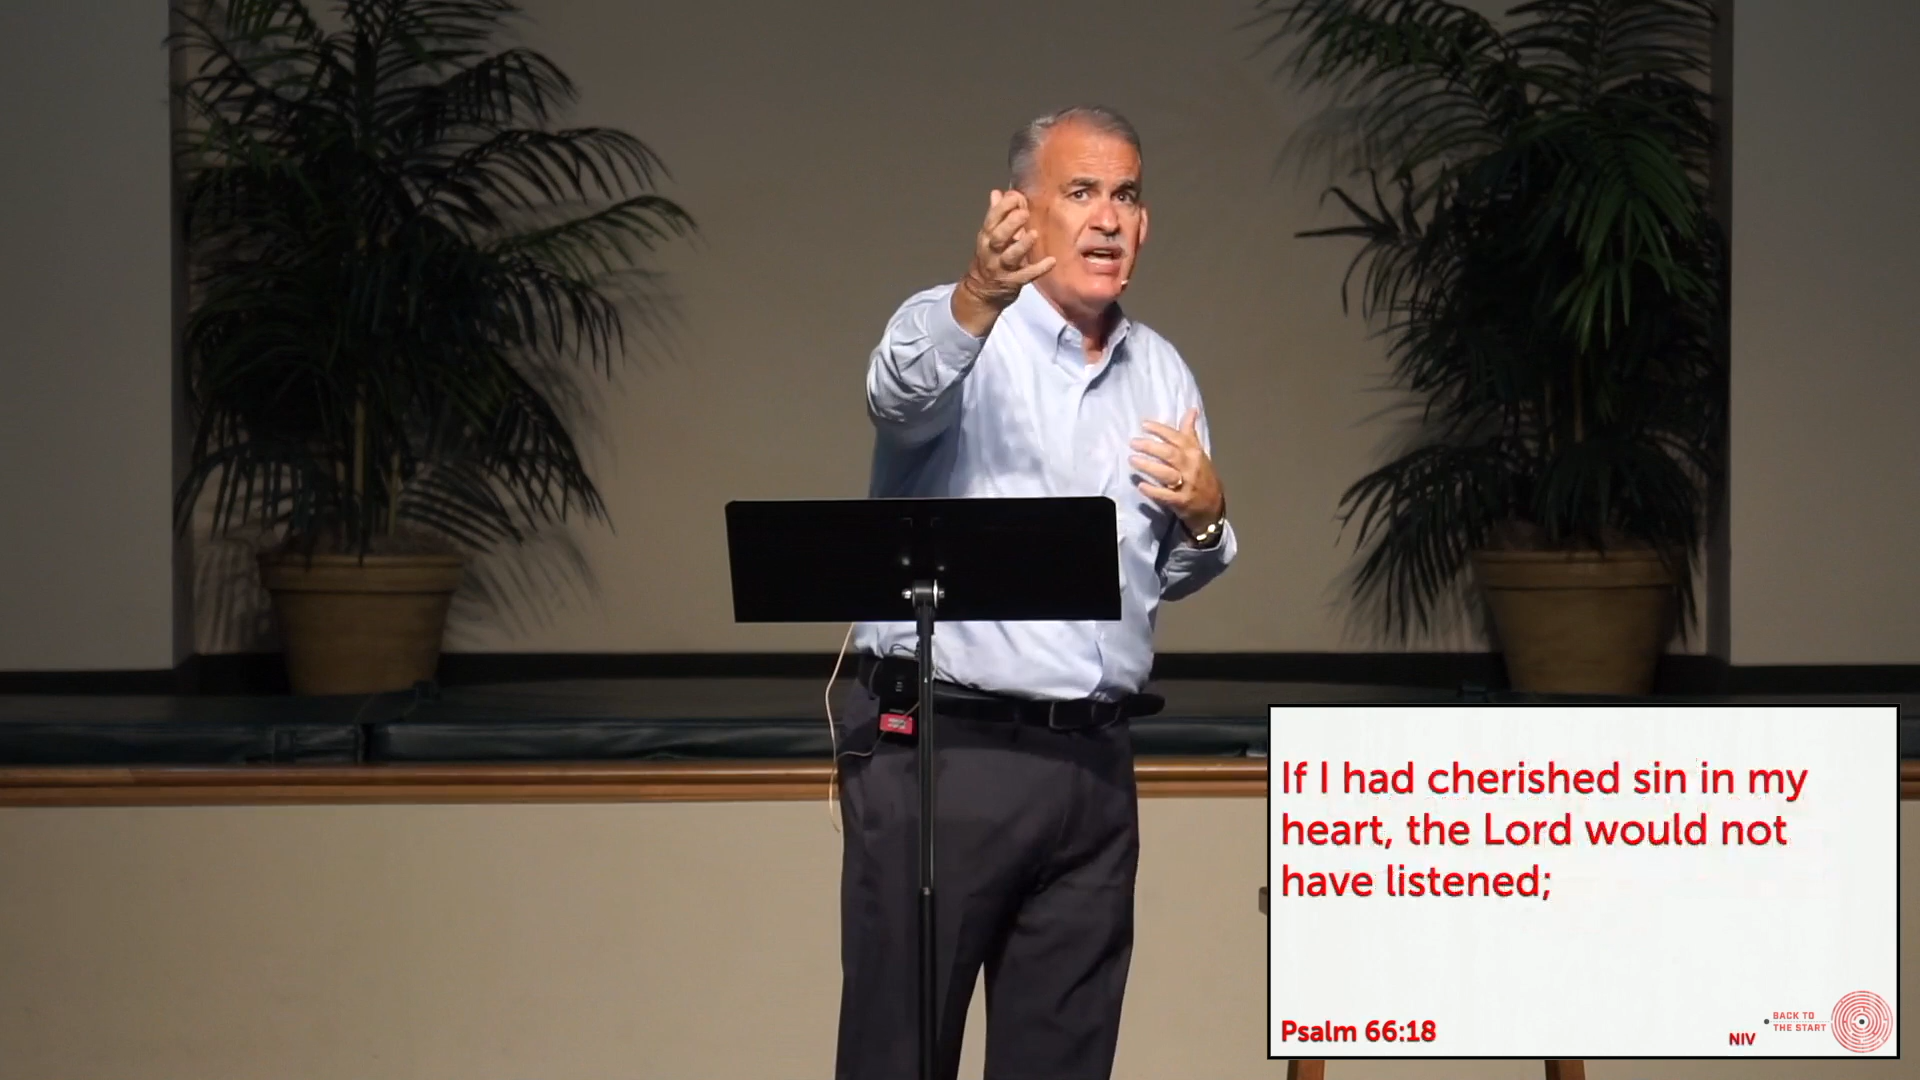 If I had cherished sin in my
heart, the Lord would not
have listened;
Psalm 66:18
NIV
BACK TO
THE START